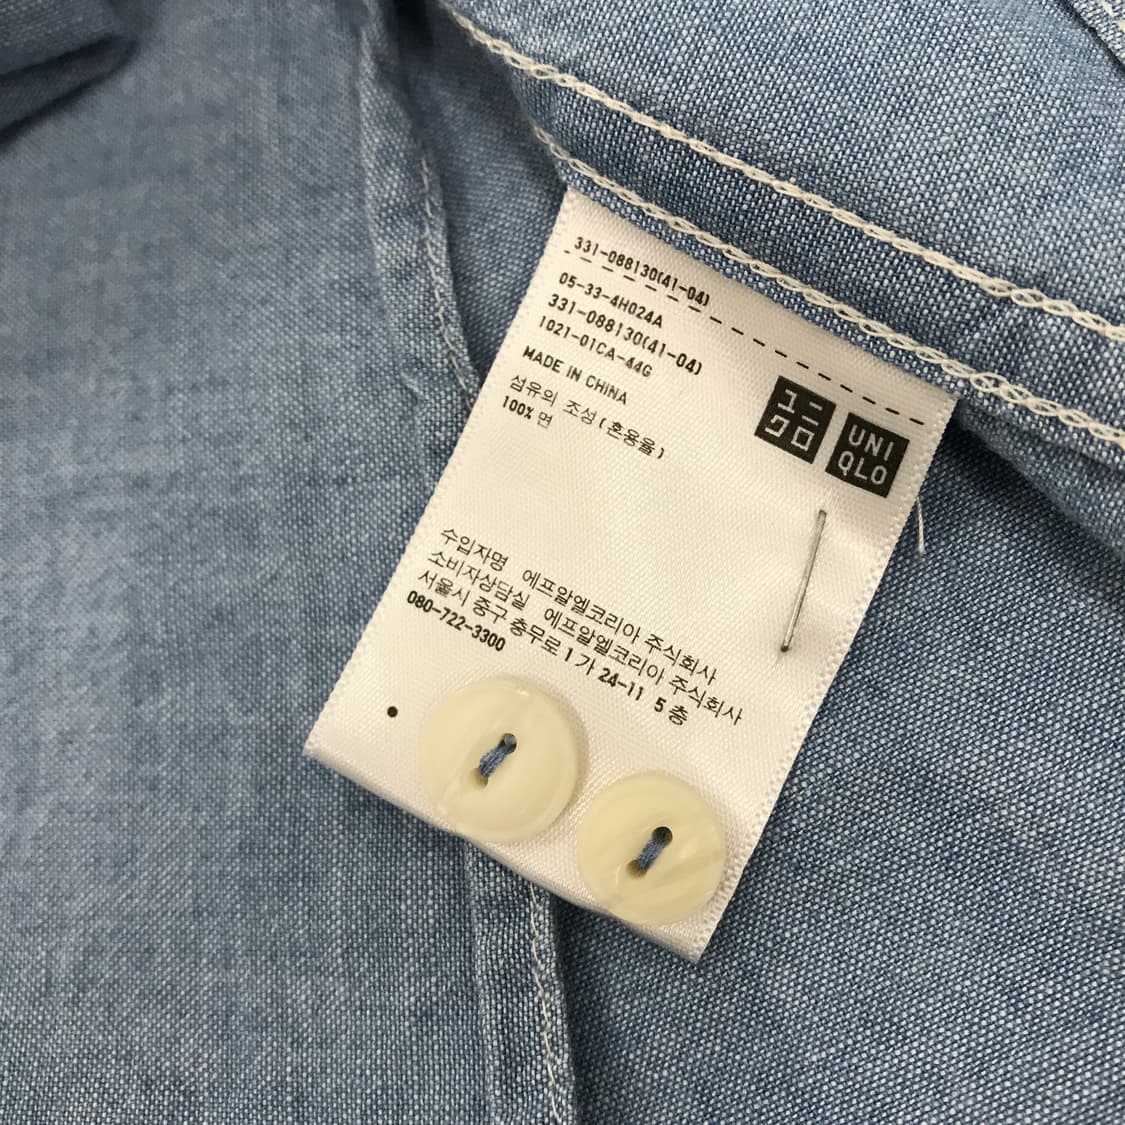 331-088130(41-04)
05-33-4H024A
331-088130(41-04)
1021-01CA-44G
MADE IN CHINA
섬유의 조성(혼용율)
100% 면
ユニ
クロ
UNI
QLO
수입자명 에프알엘코리아 주식회사
소비자상담실 에프알엘코리아 주식회사
서울시 중구 충무로 1가 24-11 5층
080-722-3300